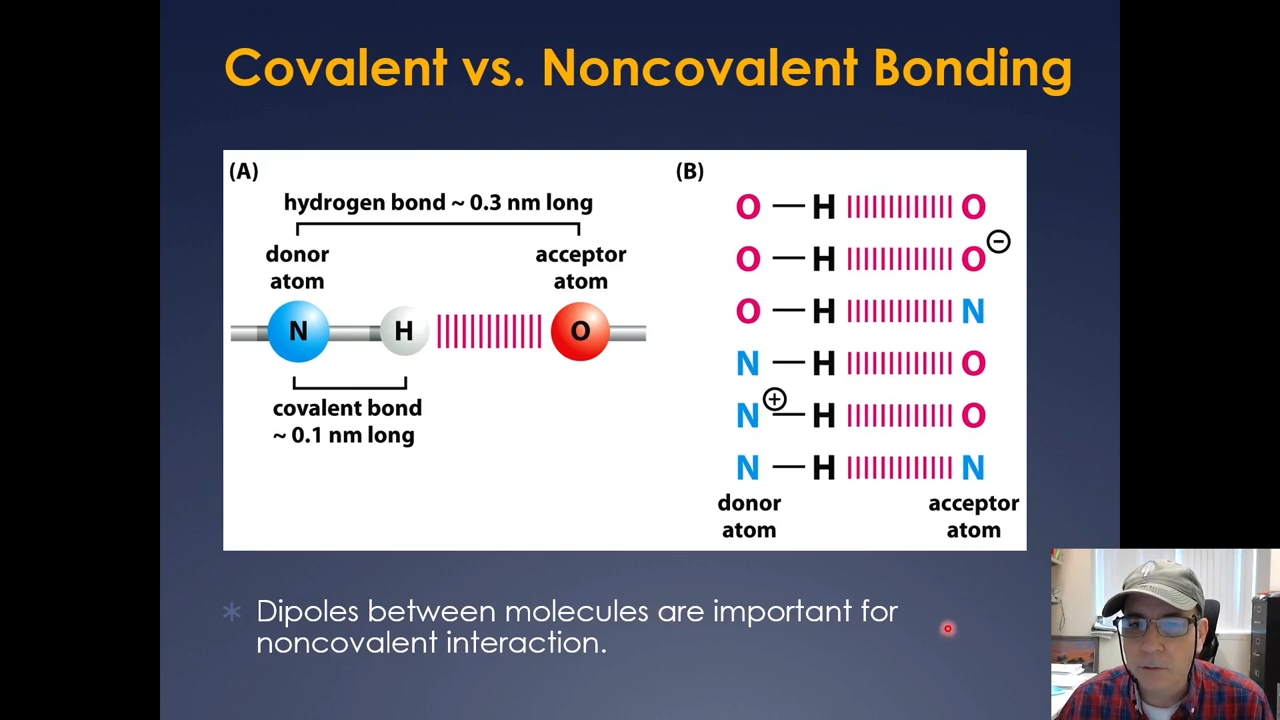 Covalent vs. Noncovalent Bonding
(A)
hydrogen bond ~ 0.3 nm long
donor
atom
acceptor
atom
N H O
covalent bond
~ 0.1 nm long
(B)
O — H O
O — H O ⊖
O — H N
N — H O
N ⊕ — H O
N — H N
donor
atom
acceptor
atom
* Dipoles between molecules are important for
noncovalent interaction.